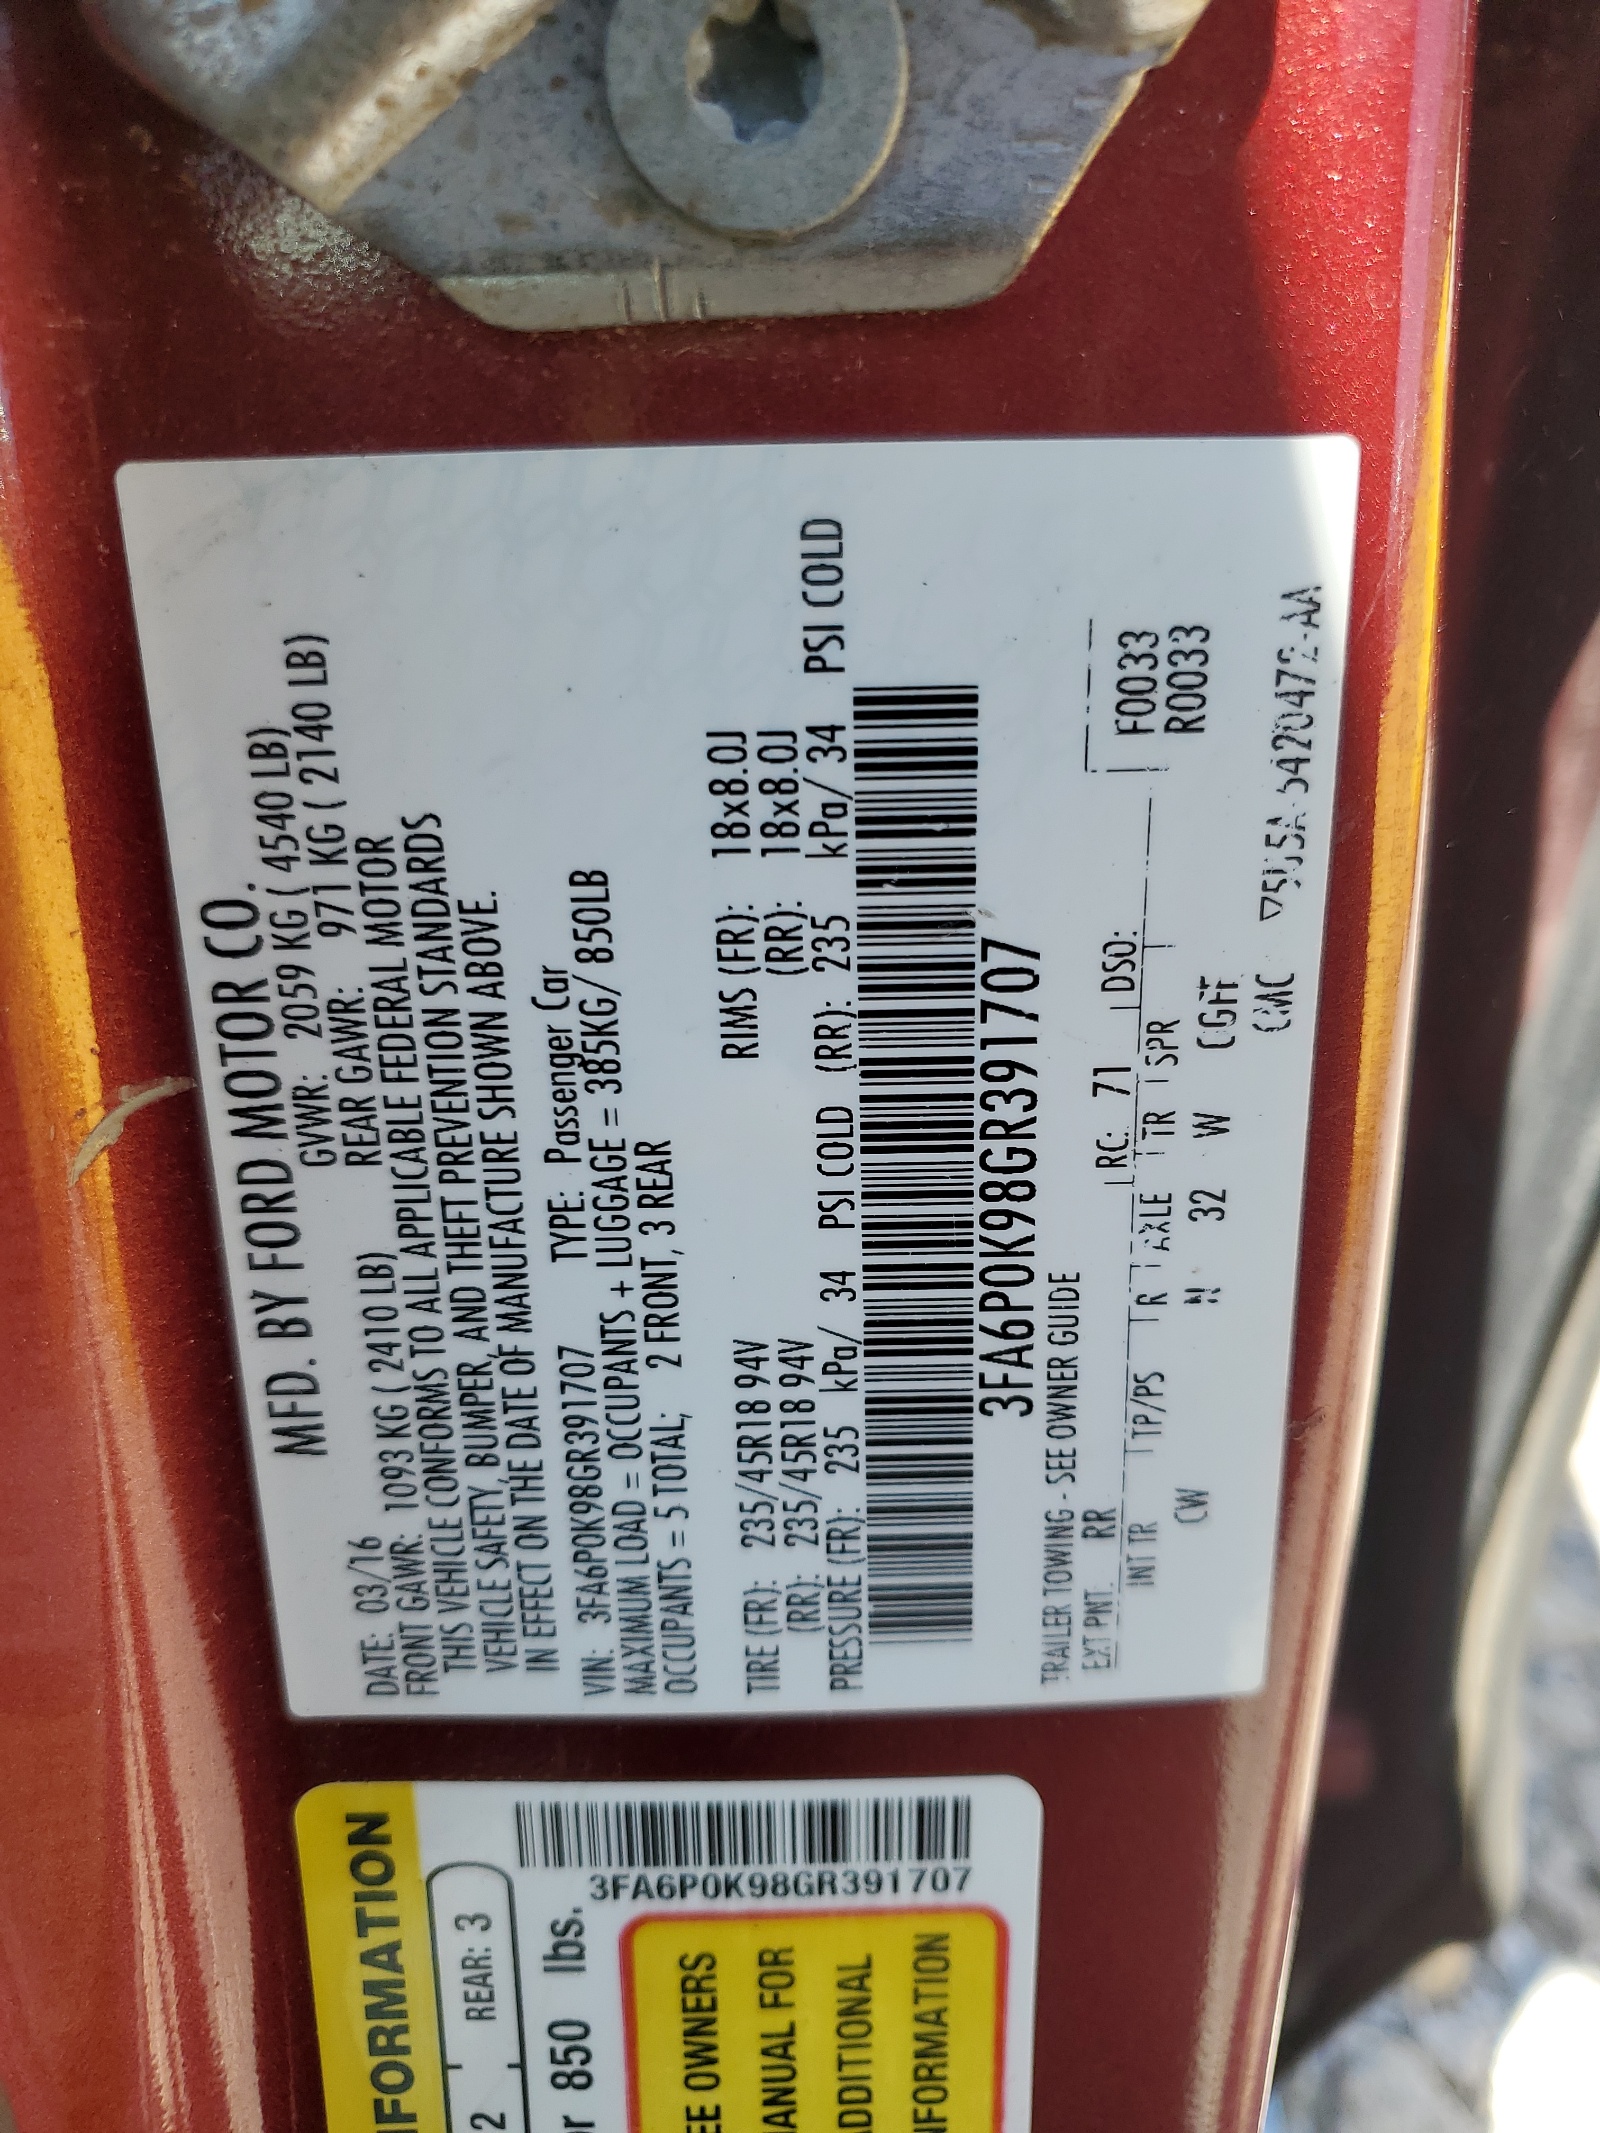 MFD. BY FORD MOTOR CO.
DATE: 03/16 GVWR: 2059 KG ( 4540 LB)
FRONT GAWR: 1093 KG ( 2410 LB) REAR GAWR: 971 KG ( 2140 LB)
THIS VEHICLE CONFORMS TO ALL APPLICABLE FEDERAL MOTOR
VEHICLE SAFETY, BUMPER, AND THEFT PREVENTION STANDARDS
IN EFFECT ON THE DATE OF MANUFACTURE SHOWN ABOVE.
VIN: 3FA6P0K98GR391707 TYPE: Passenger Car
MAXIMUM LOAD = OCCUPANTS + LUGGAGE = 385KG/ 850LB
OCCUPANTS = 5 TOTAL; 2 FRONT, 3 REAR
TIRE (FR): 235/45R18 94V RIMS (FR): 18x8.0J
(RR): 235/45R18 94V (RR): 18x8.0J
PRESSURE (FR): 235 kPa/ 34 PSI COLD (RR): 235 kPa/ 34 PSI COLD
3FA6P0K98GR391707
TRAILER TOWING - SEE OWNER GUIDE
EXT PNT: RR RC: 71 DSO: F0033
INT TR TP/PS R AXLE TR SPR R0033
CW N 32 W
INFORMATION
2 REAR: 3
or 850 lbs.
3FA6P0K98GR391707
SEE OWNERS
MANUAL FOR
ADDITIONAL
INFORMATION